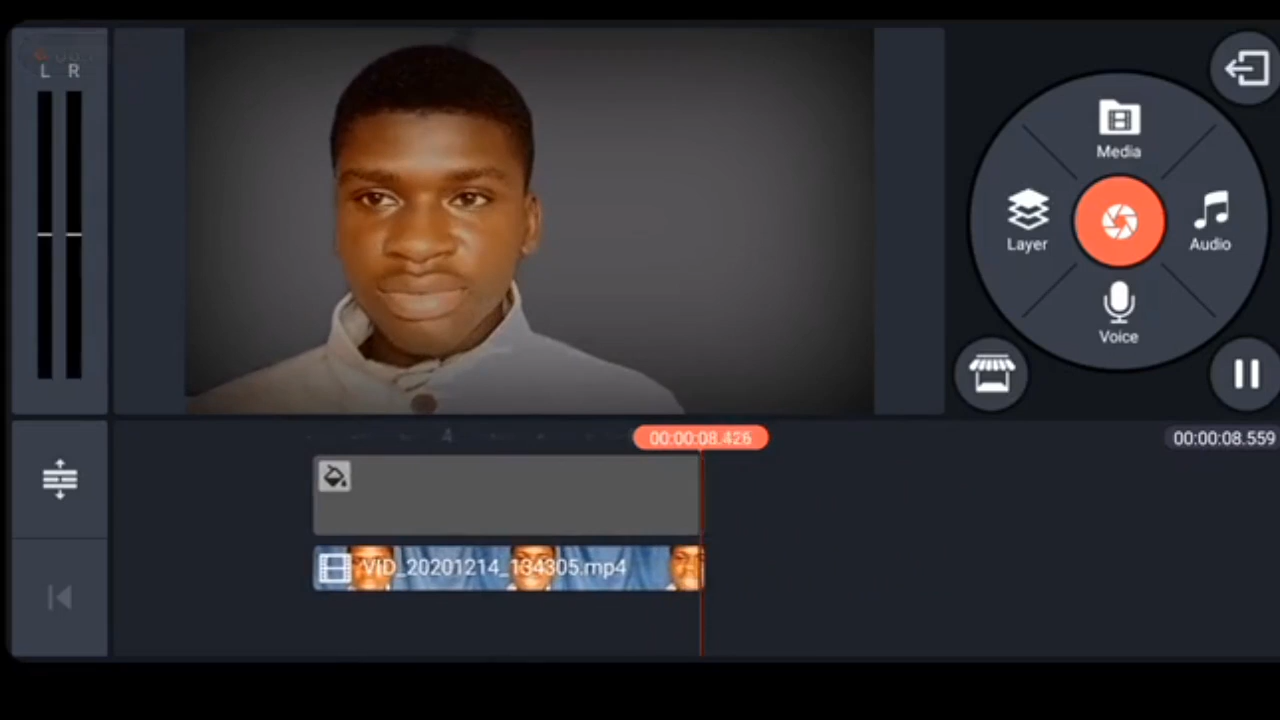 L R
Media
Layer
Audio
Voice
00:00:08.426
00:00:08.559
VID_20201214_134305.mp4